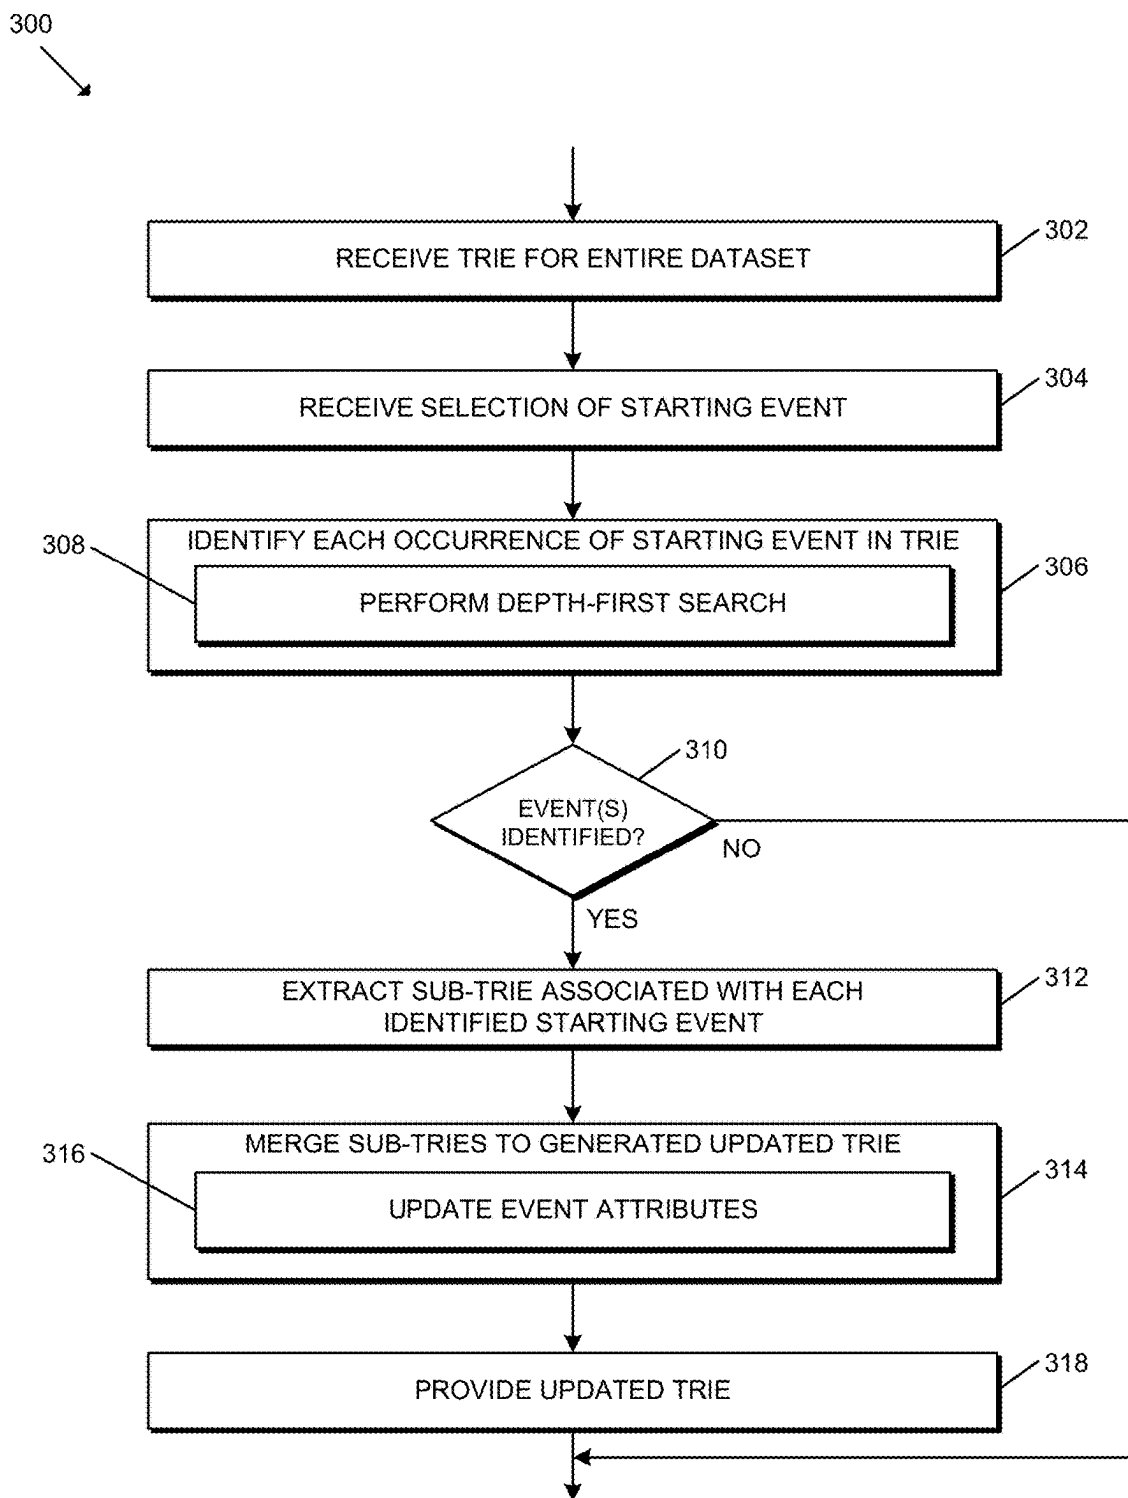 300
302
RECEIVE TRIE FOR ENTIRE DATASET
304
RECEIVE SELECTION OF STARTING EVENT
308
IDENTIFY EACH OCCURRENCE OF STARTING EVENT IN TRIE
306
PERFORM DEPTH-FIRST SEARCH
310
EVENT(S)
IDENTIFIED?
NO
YES
312
EXTRACT SUB-TRIE ASSOCIATED WITH EACH
IDENTIFIED STARTING EVENT
316
MERGE SUB-TRIES TO GENERATED UPDATED TRIE
314
UPDATE EVENT ATTRIBUTES
318
PROVIDE UPDATED TRIE